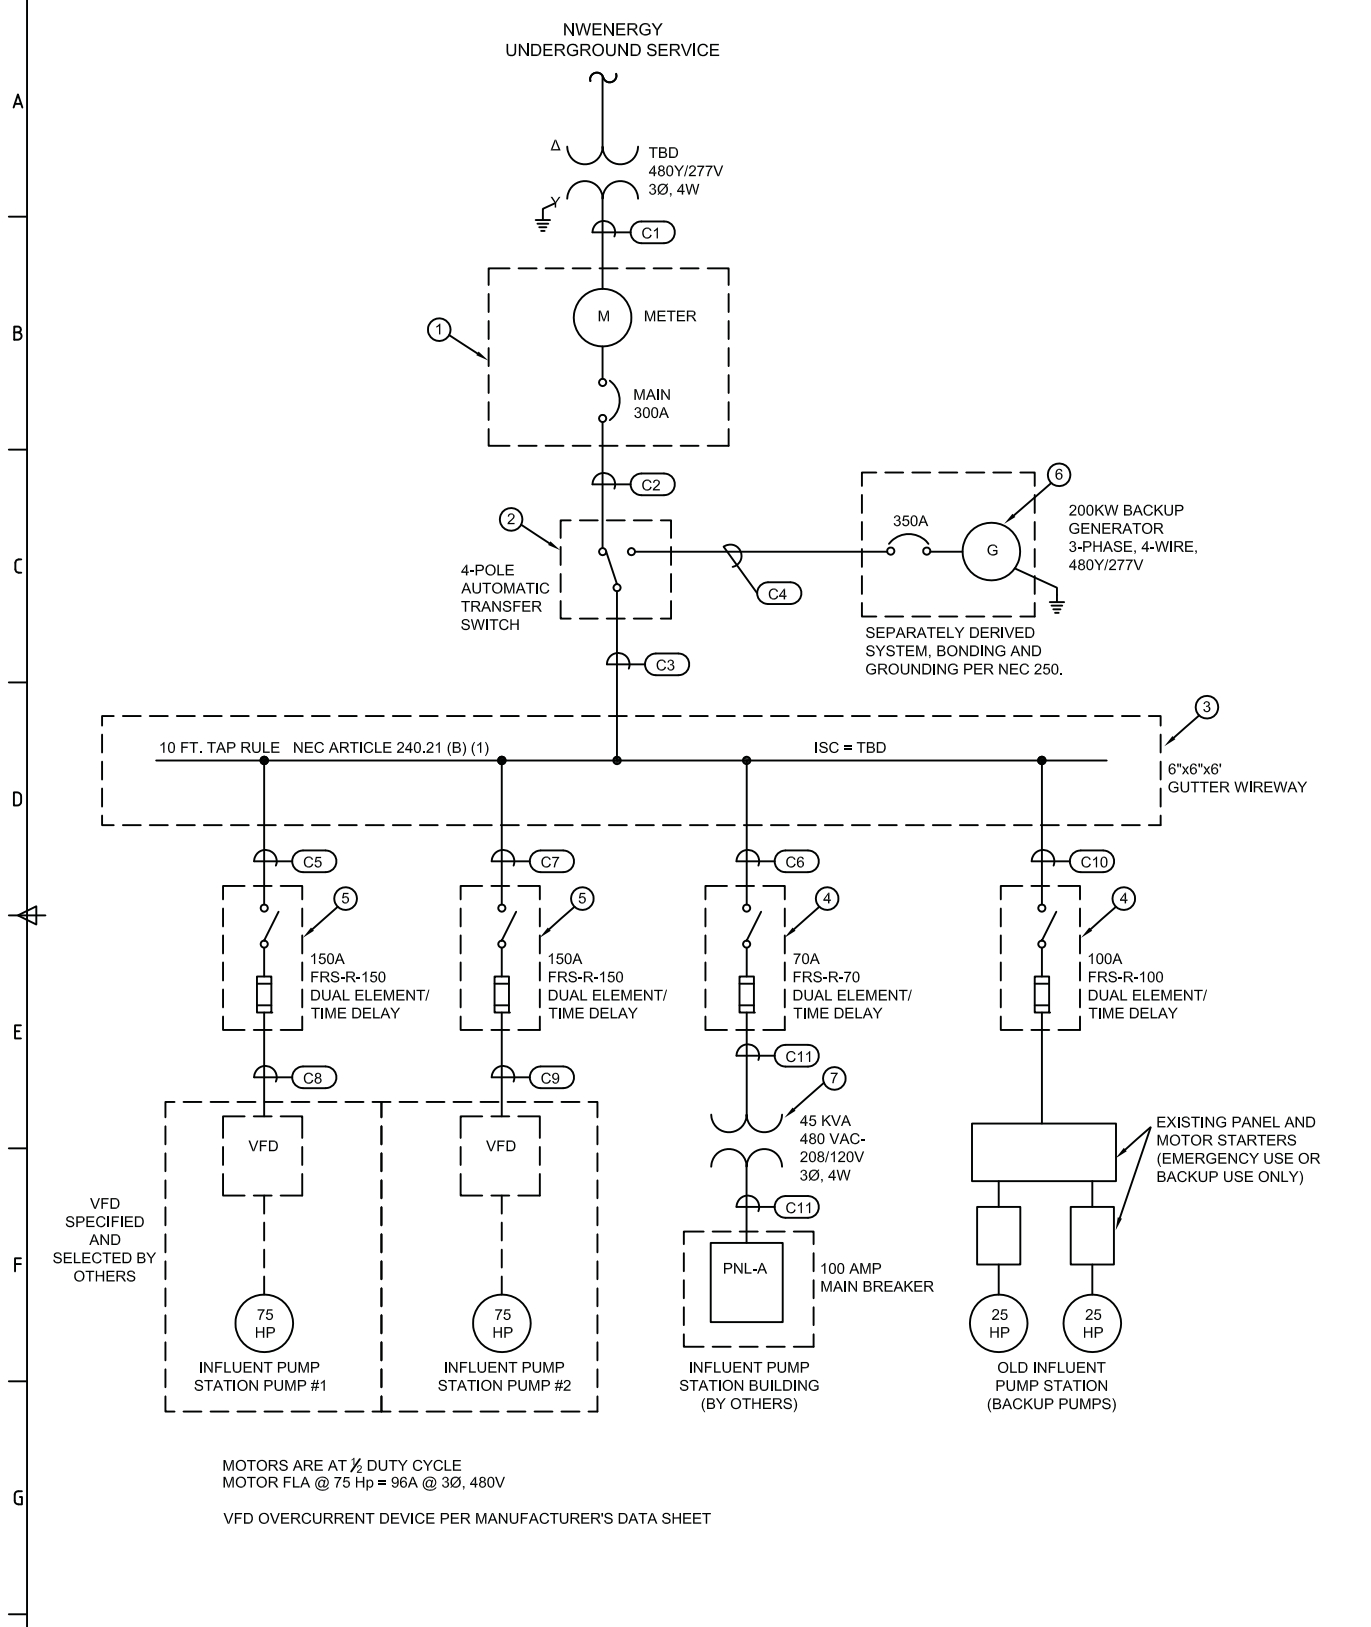 NWENERGY
UNDERGROUND SERVICE
A
Δ
TBD
480Y/277V
3Ø, 4W
Y
C1
B
1
M
METER
MAIN
300A
C2
6
2
350A
200KW BACKUP
GENERATOR
3-PHASE, 4-WIRE,
480Y/277V
G
C
4-POLE
AUTOMATIC
TRANSFER
SWITCH
C4
SEPARATELY DERIVED
SYSTEM, BONDING AND
GROUNDING PER NEC 250.
C3
3
10 FT. TAP RULE NEC ARTICLE 240.21 (B) (1)
ISC = TBD
6"x6"x6'
GUTTER WIREWAY
D
C5
C7
C6
C10
5
5
4
4
150A
FRS-R-150
DUAL ELEMENT/
TIME DELAY
150A
FRS-R-150
DUAL ELEMENT/
TIME DELAY
70A
FRS-R-70
DUAL ELEMENT/
TIME DELAY
100A
FRS-R-100
DUAL ELEMENT/
TIME DELAY
E
C8
C9
C11
7
45 KVA
480 VAC-
208/120V
3Ø, 4W
EXISTING PANEL AND
MOTOR STARTERS
(EMERGENCY USE OR
BACKUP USE ONLY)
VFD
VFD
VFD
SPECIFIED
AND
SELECTED BY
OTHERS
C11
F
PNL-A
100 AMP
MAIN BREAKER
75
HP
75
HP
25
HP
25
HP
INFLUENT PUMP
STATION PUMP #1
INFLUENT PUMP
STATION PUMP #2
INFLUENT PUMP
STATION BUILDING
(BY OTHERS)
OLD INFLUENT
PUMP STATION
(BACKUP PUMPS)
MOTORS ARE AT ½ DUTY CYCLE
MOTOR FLA @ 75 Hp = 96A @ 3Ø, 480V
G
VFD OVERCURRENT DEVICE PER MANUFACTURER'S DATA SHEET